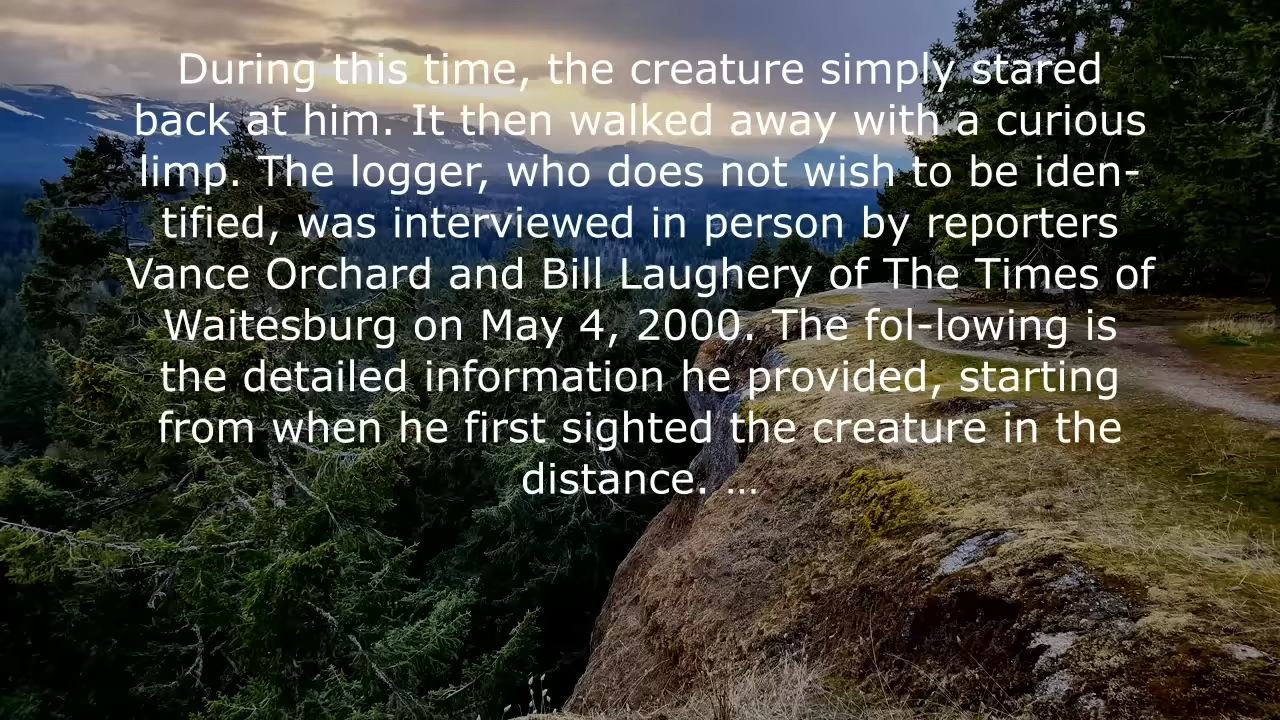 During this time, the creature simply stared
back at him. It then walked away with a curious
limp. The logger, who does not wish to be iden-
tified, was interviewed in person by reporters
Vance Orchard and Bill Laughery of The Times of
Waitesburg on May 4, 2000. The fol-lowing is
the detailed information he provided, starting
from when he first sighted the creature in the
distance. …